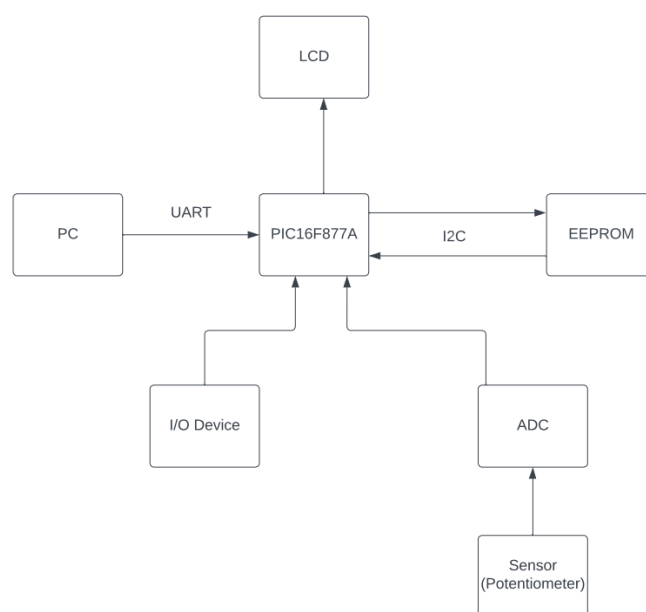 LCD
PC
UART
PIC16F877A
I2C
EEPROM
I/O Device
ADC
Sensor
(Potentiometer)